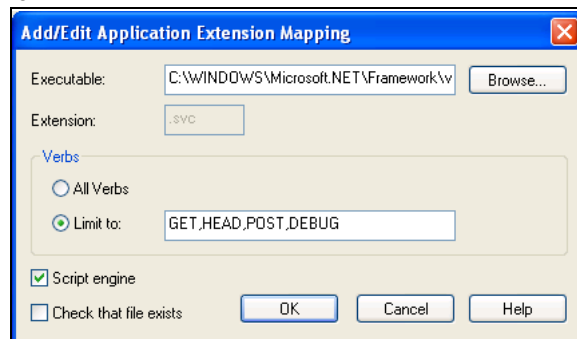 Add/Edit Application Extension Mapping
Executable: C:\WINDOWS\Microsoft.NET\Framework\v Browse...
Extension: .svc
Verbs
All Verbs
Limit to: GET,HEAD,POST,DEBUG
Script engine
Check that file exists OK Cancel Help